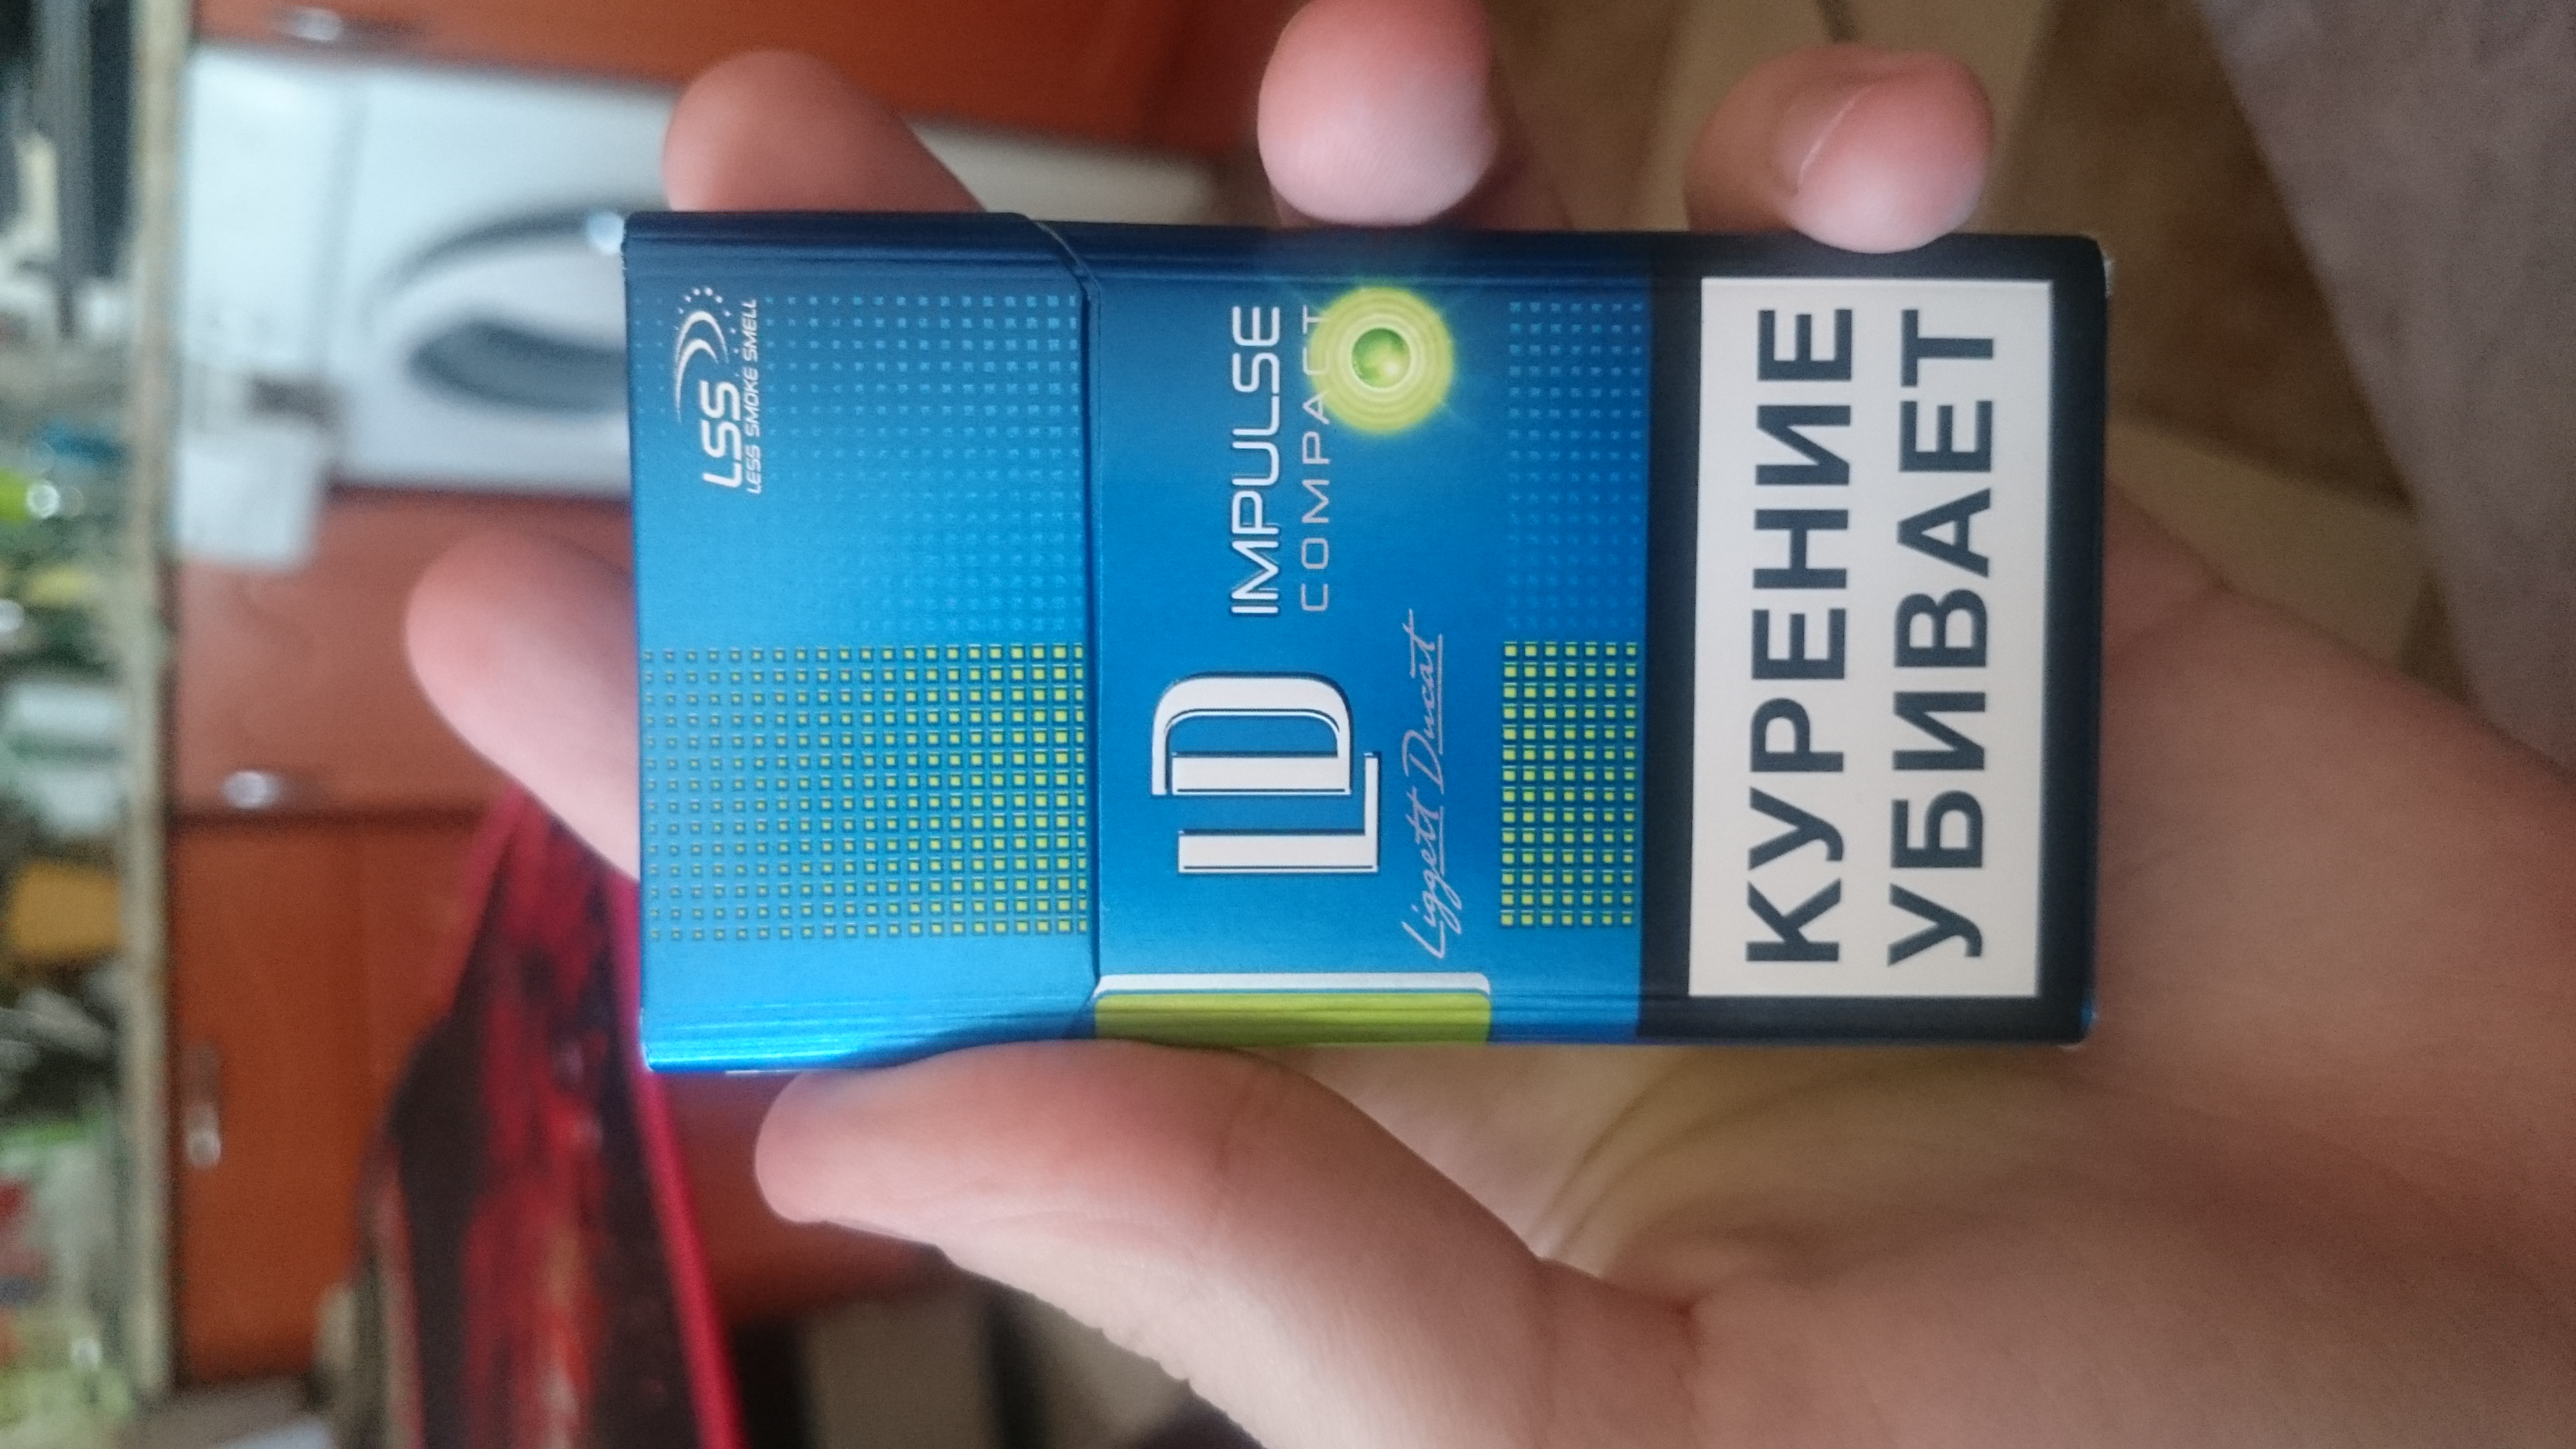 LSS
LESS SMOKE SMELL
LD IMPULSE
COMPACT
Liggett Ducat
КУРЕНИЕ
УБИВАЕТ